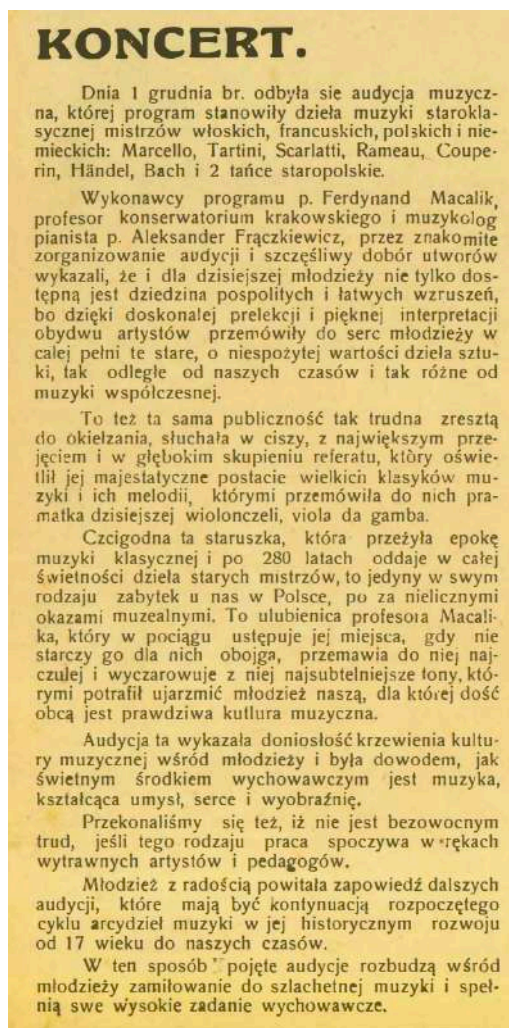 KONCERT.
Dnia 1 grudnia br. odbyła sie audycja muzycz-
na, której program stanowiły dzieła muzyki starokla-
sycznej mistrzów włoskich, francuskich, polskich i nie-
mieckich: Marcello, Tartini, Scarlatti, Rameau, Coupe-
rin, Händel, Bach i 2 tańce staropolskie.
Wykonawcy programu p. Ferdynand Macalik,
profesor konserwatorium krakowskiego i muzykolog
pianista p. Aleksander Frączkiewicz, przez znakomite
zorganizowanie audycji i szczęśliwy dobór utworów
wykazali, że i dla dzisiejszej młodzieży nie tylko dos-
tępną jest dziedzina pospolitych i łatwych wzruszeń,
bo dzięki doskonałej prelekcji i pięknej interpretacji
obydwu artystów przemówiły do serc młodzieży w
całej pełni te stare, o niespożytej wartości dzieła sztu-
ki, tak odległe od naszych czasów i tak różne od
muzyki współczesnej.
To też ta sama publiczność tak trudna zresztą
do okiełzania, słuchała w ciszy, z największym prze-
jęciem i w głębokim skupieniu referatu, który oświe-
tlił jej majestatyczne postacie wielkich klasyków mu-
zyki i ich melodii, którymi przemówiła do nich pra-
matka dzisiejszej wiolonczeli, viola da gamba.
Czcigodna ta staruszka, która przeżyła epokę
muzyki klasycznej i po 280 latach oddaje w całej
świetności dzieła starych mistrzów, to jedyny w swym
rodzaju zabytek u nas w Polsce, po za nielicznymi
okazami muzealnymi. To ulubienica profesora Macali-
ka, który w pociągu ustępuje jej miejsca, gdy nie
starczy go dla nich obojga, przemawia do niej naj-
czulej i wyczarowuje z niej najsubtelniejsze tony, któ-
rymi potrafił ujarzmić młodzież naszą, dla której dość
obcą jest prawdziwa kutlura muzyczna.
Audycja ta wykazała doniosłość krzewienia kultu-
ry muzycznej wśród młodzieży i była dowodem, jak
świetnym środkiem wychowawczym jest muzyka,
kształcąca umysł, serce i wyobraźnię.
Przekonaliśmy się też, iż nie jest bezowocnym
trud, jeśli tego rodzaju praca spoczywa w rękach
wytrawnych artystów i pedagogów.
Młodzież z radością powitała zapowiedź dalszych
audycji, które mają być kontynuacją rozpoczętego
cyklu arcydzieł muzyki w jej historycznym rozwoju
od 17 wieku do naszych czasów.
W ten sposób pojęte audycje rozbudzą wśród
młodzieży zamiłowanie do szlachetnej muzyki i speł-
nią swe wysokie zadanie wychowawcze.